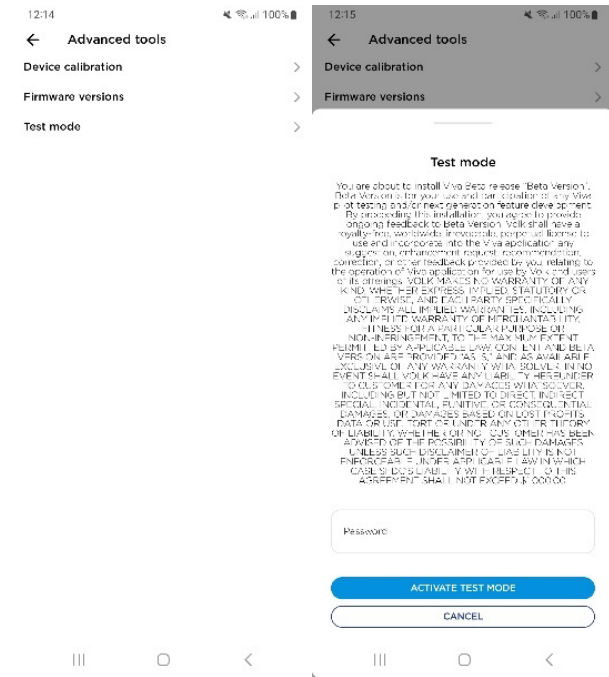 12:14
100%
Advanced tools
Device calibration
Firmware versions
Test mode
12:15
100%
Advanced tools
Device calibration
Firmware versions
Test mode
You are about to install Viva Beta release "Beta Version".
Beta Version is for your use and participation of any Viva
pilot testing and/or next generation feature development.
By proceeding this installation, you agree to provide
ongoing feedback to Beta Version. Volk shall have a
royalty-free, worldwide, irrevocable, perpetual license to
use and incorporate into the Viva application any
suggestion, enhancement request, recommendation,
correction, or other feedback provided by you, relating to
the operation of Viva application for use by Volk and users
of its offerings. VOLK MAKES NO WARRANTY OF ANY
KIND, WHETHER EXPRESS, IMPLIED, STATUTORY OR
OTHERWISE, AND EACH PARTY SPECIFICALLY
DISCLAIMS ALL IMPLIED WARRANTIES, INCLUDING
ANY IMPLIED WARRANTY OF MERCHANTABILITY,
FITNESS FOR A PARTICULAR PURPOSE OR
NON-INFRINGEMENT, TO THE MAXIMUM EXTENT
PERMITTED BY APPLICABLE LAW. CONTENT AND BETA
VERSION ARE PROVIDED "AS IS," AND AS AVAILABLE
EXCLUSIVE OF ANY WARRANTY WHATSOEVER. IN NO
EVENT SHALL VOLK HAVE ANY LIABILITY HEREUNDER
TO CUSTOMER FOR ANY DAMAGES WHATSOEVER,
INCLUDING BUT NOT LIMITED TO DIRECT, INDIRECT
SPECIAL, INCIDENTAL, PUNITIVE, OR CONSEQUENTIAL
DAMAGES, OR DAMAGES BASED ON LOST PROFITS,
DATA OR USE, TORT OR UNDER ANY OTHER THEORY
OF LIABILITY, WHETHER OR NOT CUSTOMER HAS BEEN
ADVISED OF THE POSSIBILITY OF SUCH DAMAGES
UNLESS SUCH DISCLAIMER OF LIABILITY IS NOT
ENFORCEABLE UNDER APPLICABLE LAW IN WHICH
CASE LIABILITY WITH RESPECT TO THIS
AGREEMENT SHALL NOT EXCEED
Password
ACTIVATE TEST MODE
CANCEL